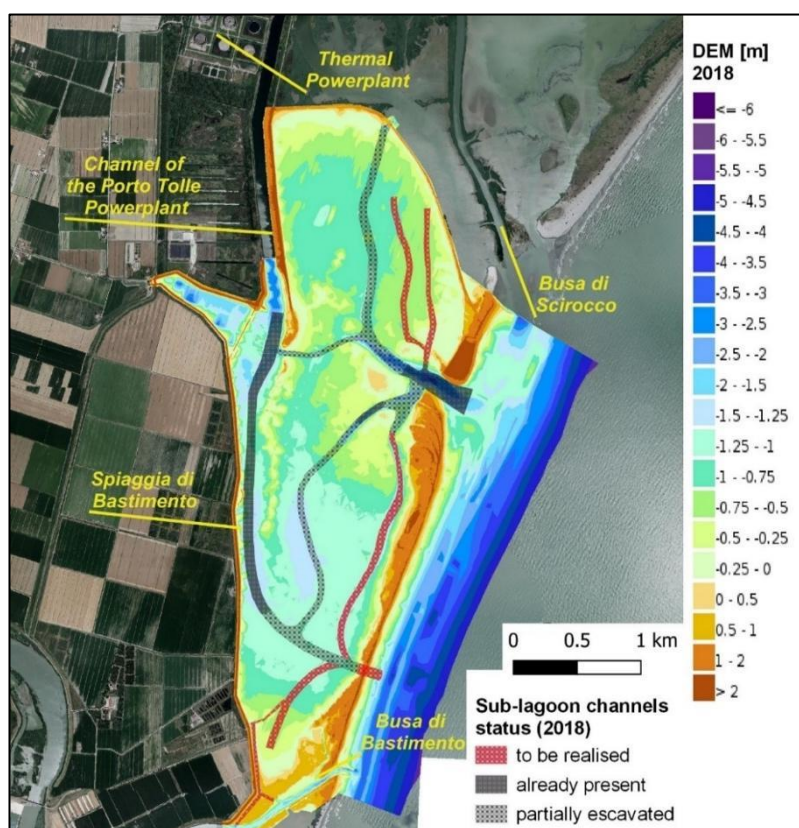 Thermal
Powerplant
Channel of
the Porto Tolle
Powerplant
Busa di
Scirocco
Spiaggia di
Bastimento
Busa di
Bastimento
DEM [m]
2018
<= -6
-6 - -5.5
-5.5 - -5
-5 - -4.5
-4.5 - -4
-4 - -3.5
-3.5 - -3
-3 - -2.5
-2.5 - -2
-2 - -1.5
-1.5 - -1.25
-1.25 - -1
-1 - -0.75
-0.75 - -0.5
-0.5 - -0.25
-0.25 - 0
0 - 0.5
0.5 - 1
1 - 2
> 2
0 0.5 1 km
Sub-lagoon channels
status (2018)
to be realised
already present
partially escavated